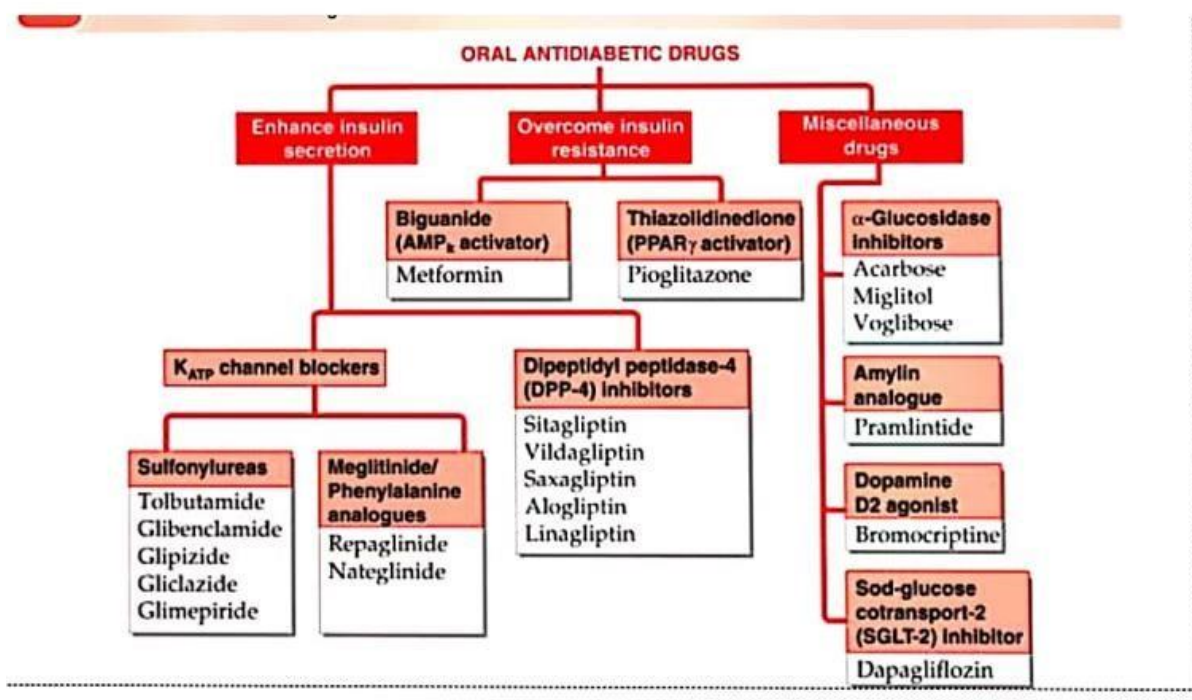 ORAL ANTIDIABETIC DRUGS
Enhance insulin
secretion
Overcome insulin
resistance
Miscellaneous
drugs
Biguanide
(AMPₖ activator)
Metformin
Thiazolidinedione
(PPARγ activator)
Pioglitazone
α-Glucosidase
inhibitors
Acarbose
Miglitol
Voglibose
K_ATP channel blockers
Dipeptidyl peptidase-4
(DPP-4) inhibitors
Sitagliptin
Vildagliptin
Saxagliptin
Alogliptin
Linagliptin
Amylin
analogue
Pramlintide
Sulfonylureas
Tolbutamide
Glibenclamide
Glipizide
Gliclazide
Glimepiride
Meglitinide/
Phenylalanine
analogues
Repaglinide
Nateglinide
Dopamine
D2 agonist
Bromocriptine
Sod-glucose
cotransport-2
(SGLT-2) inhibitor
Dapagliflozin